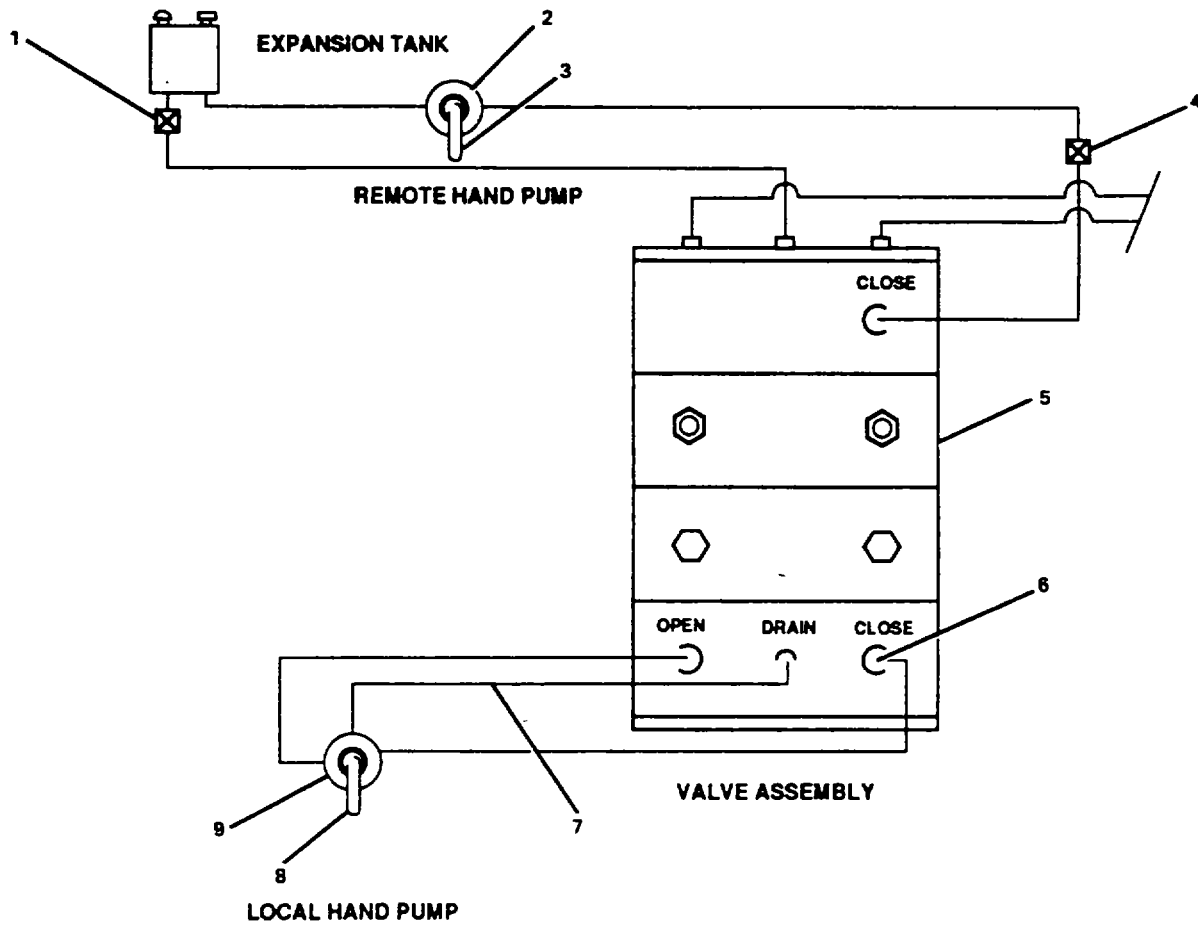 1
EXPANSION TANK
2
3
4
REMOTE HAND PUMP
CLOSE
5
6
OPEN DRAIN CLOSE
7
VALVE ASSEMBLY
9
8
LOCAL HAND PUMP